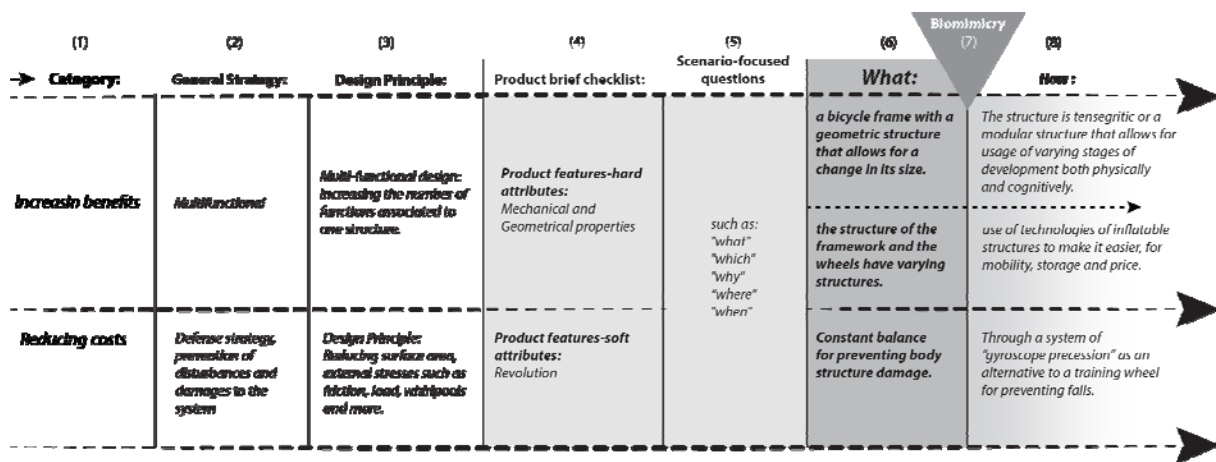 Biomimicry
(1)
(2)
(3)
(4)
(5)
(6)
(7)
(8)
Category:
General Strategy:
Design Principle:
Product brief checklist:
Scenario-focused
questions
What:
How :
Increasin benefits
Multifunctional
Multi-functional design:
Increasing the number of
functions associated to
one structure.
Product features-hard
attributes:
Mechanical and
Geometrical properties
such as:
"what"
"which"
"why"
"where"
"when"
a bicycle frame with a
geometric structure
that allows for a
change in its size.
The structure is tensegritic or a
modular structure that allows for
usage of varying stages of
development both physically
and cognitively.
the structure of the
framework and the
wheels have varying
structures.
use of technologies of inflatable
structures to make it easier, for
mobility, storage and price.
Reducing costs
Defense strategy,
prevention of
disturbances and
damages to the
system
Design Principle:
Reducing surface area,
external stresses such as
friction, load, whirlpools
and more.
Product features-soft
attributes:
Revolution
Constant balance
for preventing body
structure damage.
Through a system of
"gyroscope precession" as an
alternative to a training wheel
for preventing falls.